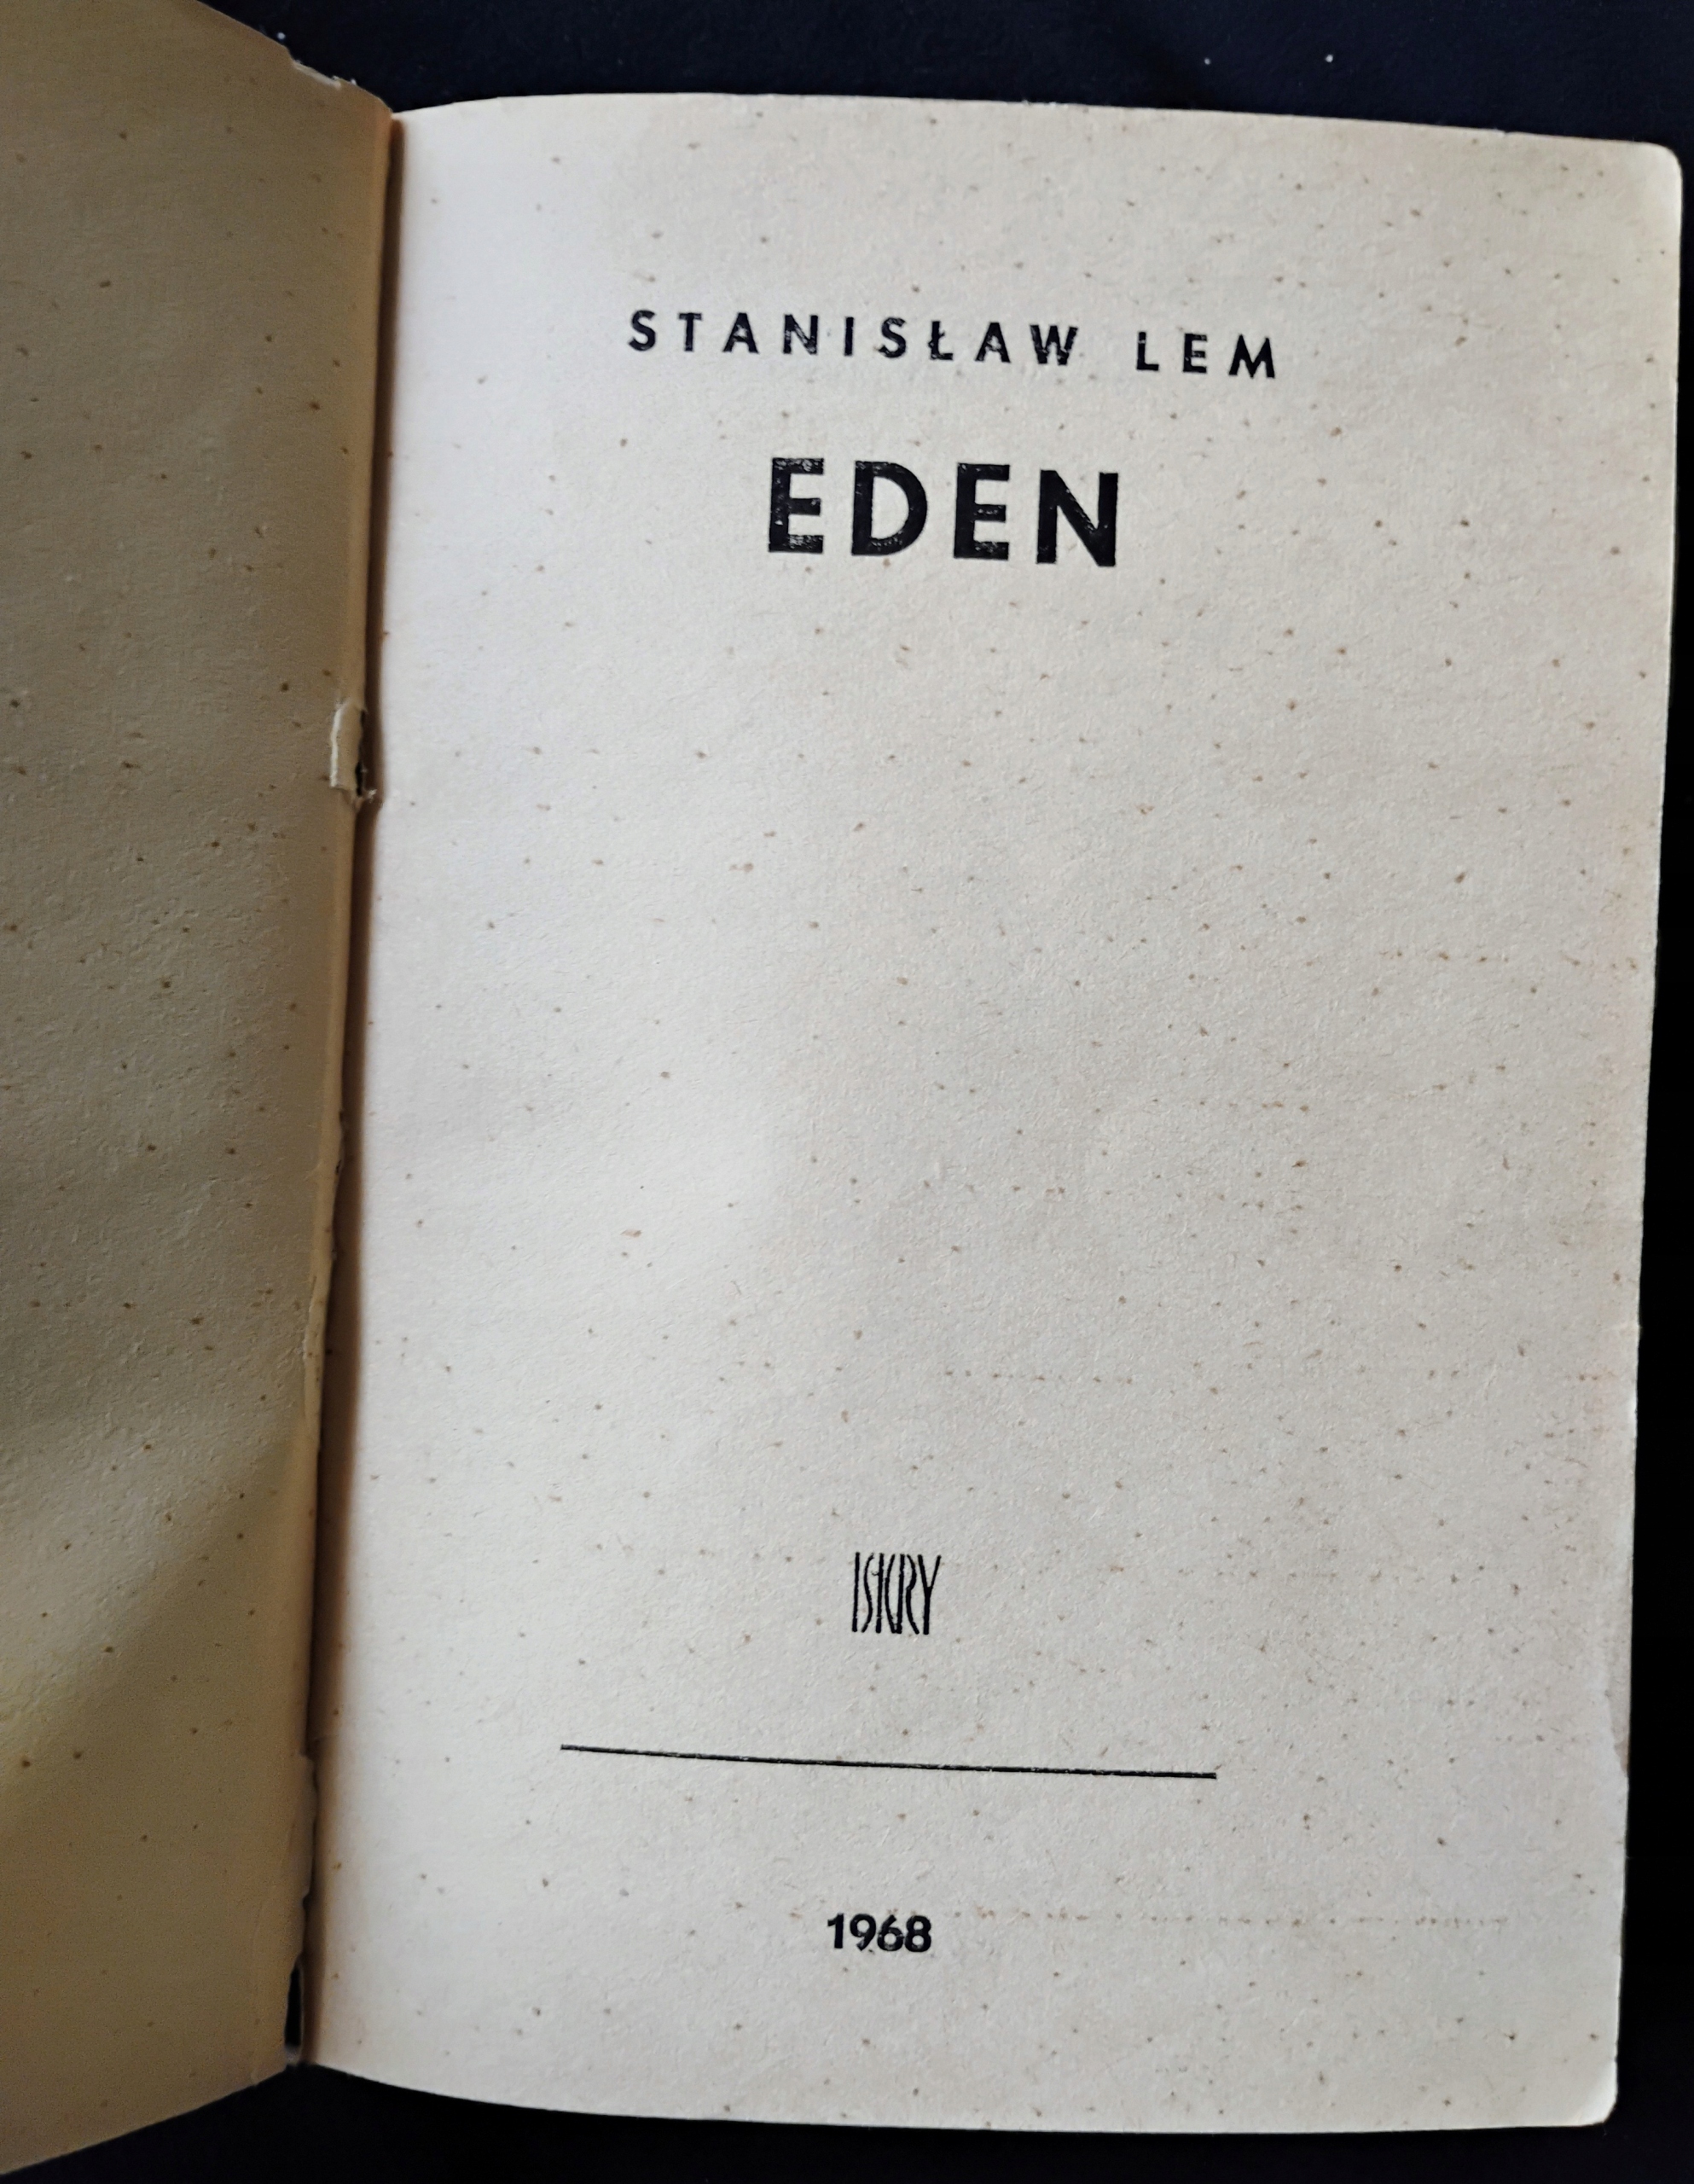 STANISŁAW LEM
EDEN
ISKRY
1968